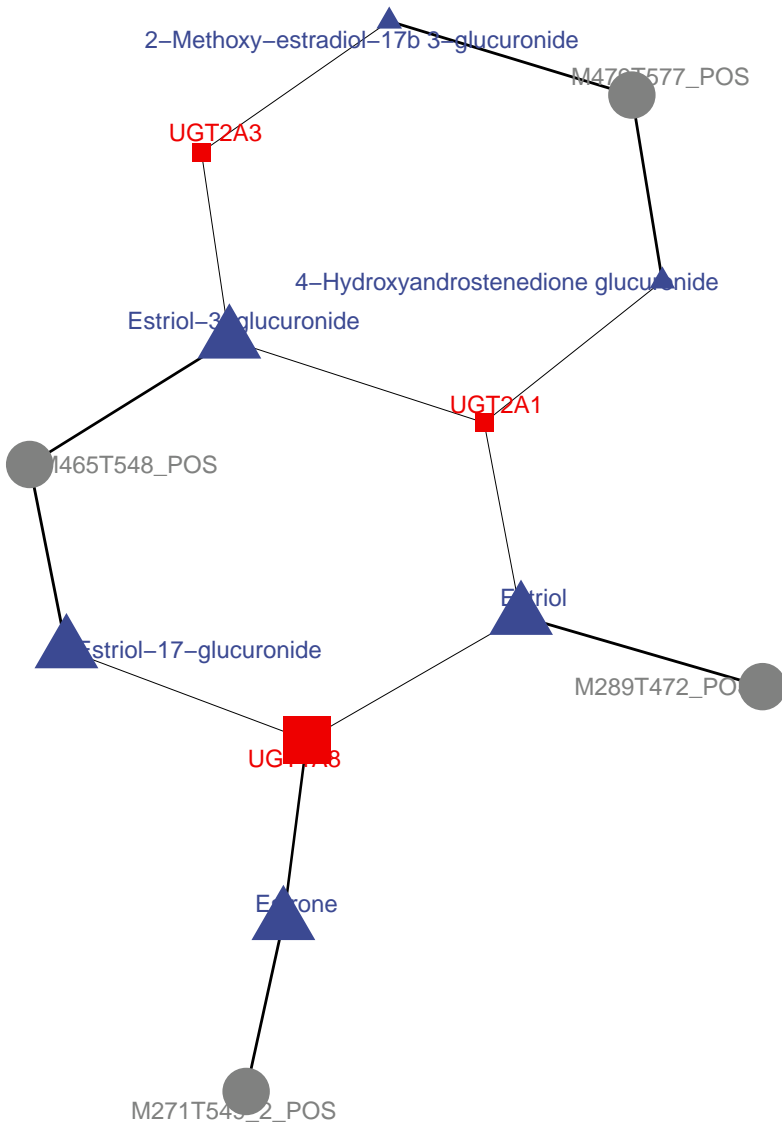 2−Methoxy−estradiol−17b 3−glucuronide
UGT2A3
4−Hydroxyandrostenedione glucuronide
Estriol−3−glucuronide
UGT2A1
M465T548_POS
Estriol
Estriol−17−glucuronide
M289T472_POS
UGT1A8
Estrone